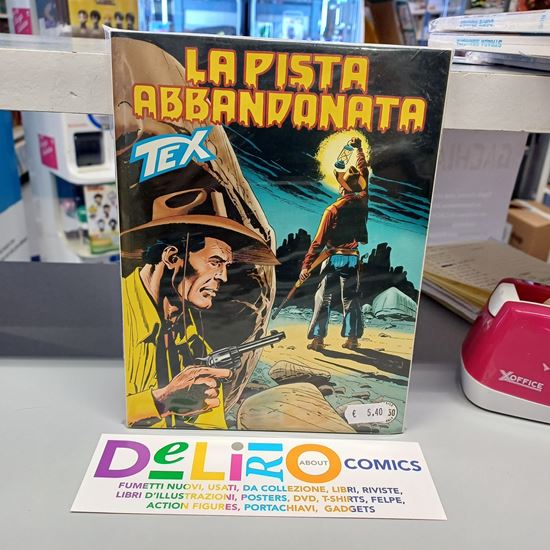 LA PISTA
ABBANDONATA
TEX
€ 5,40
DELIRIO
ABOUT
COMICS
FUMETTI NUOVI, USATI, DA COLLEZIONE, LIBRI, RIVISTE,
LIBRI D'ILLUSTRAZIONI, POSTERS, DVD, T-SHIRTS, FELPE,
ACTION FIGURES, PORTACHIAVI, GADGETS
XOFFICE